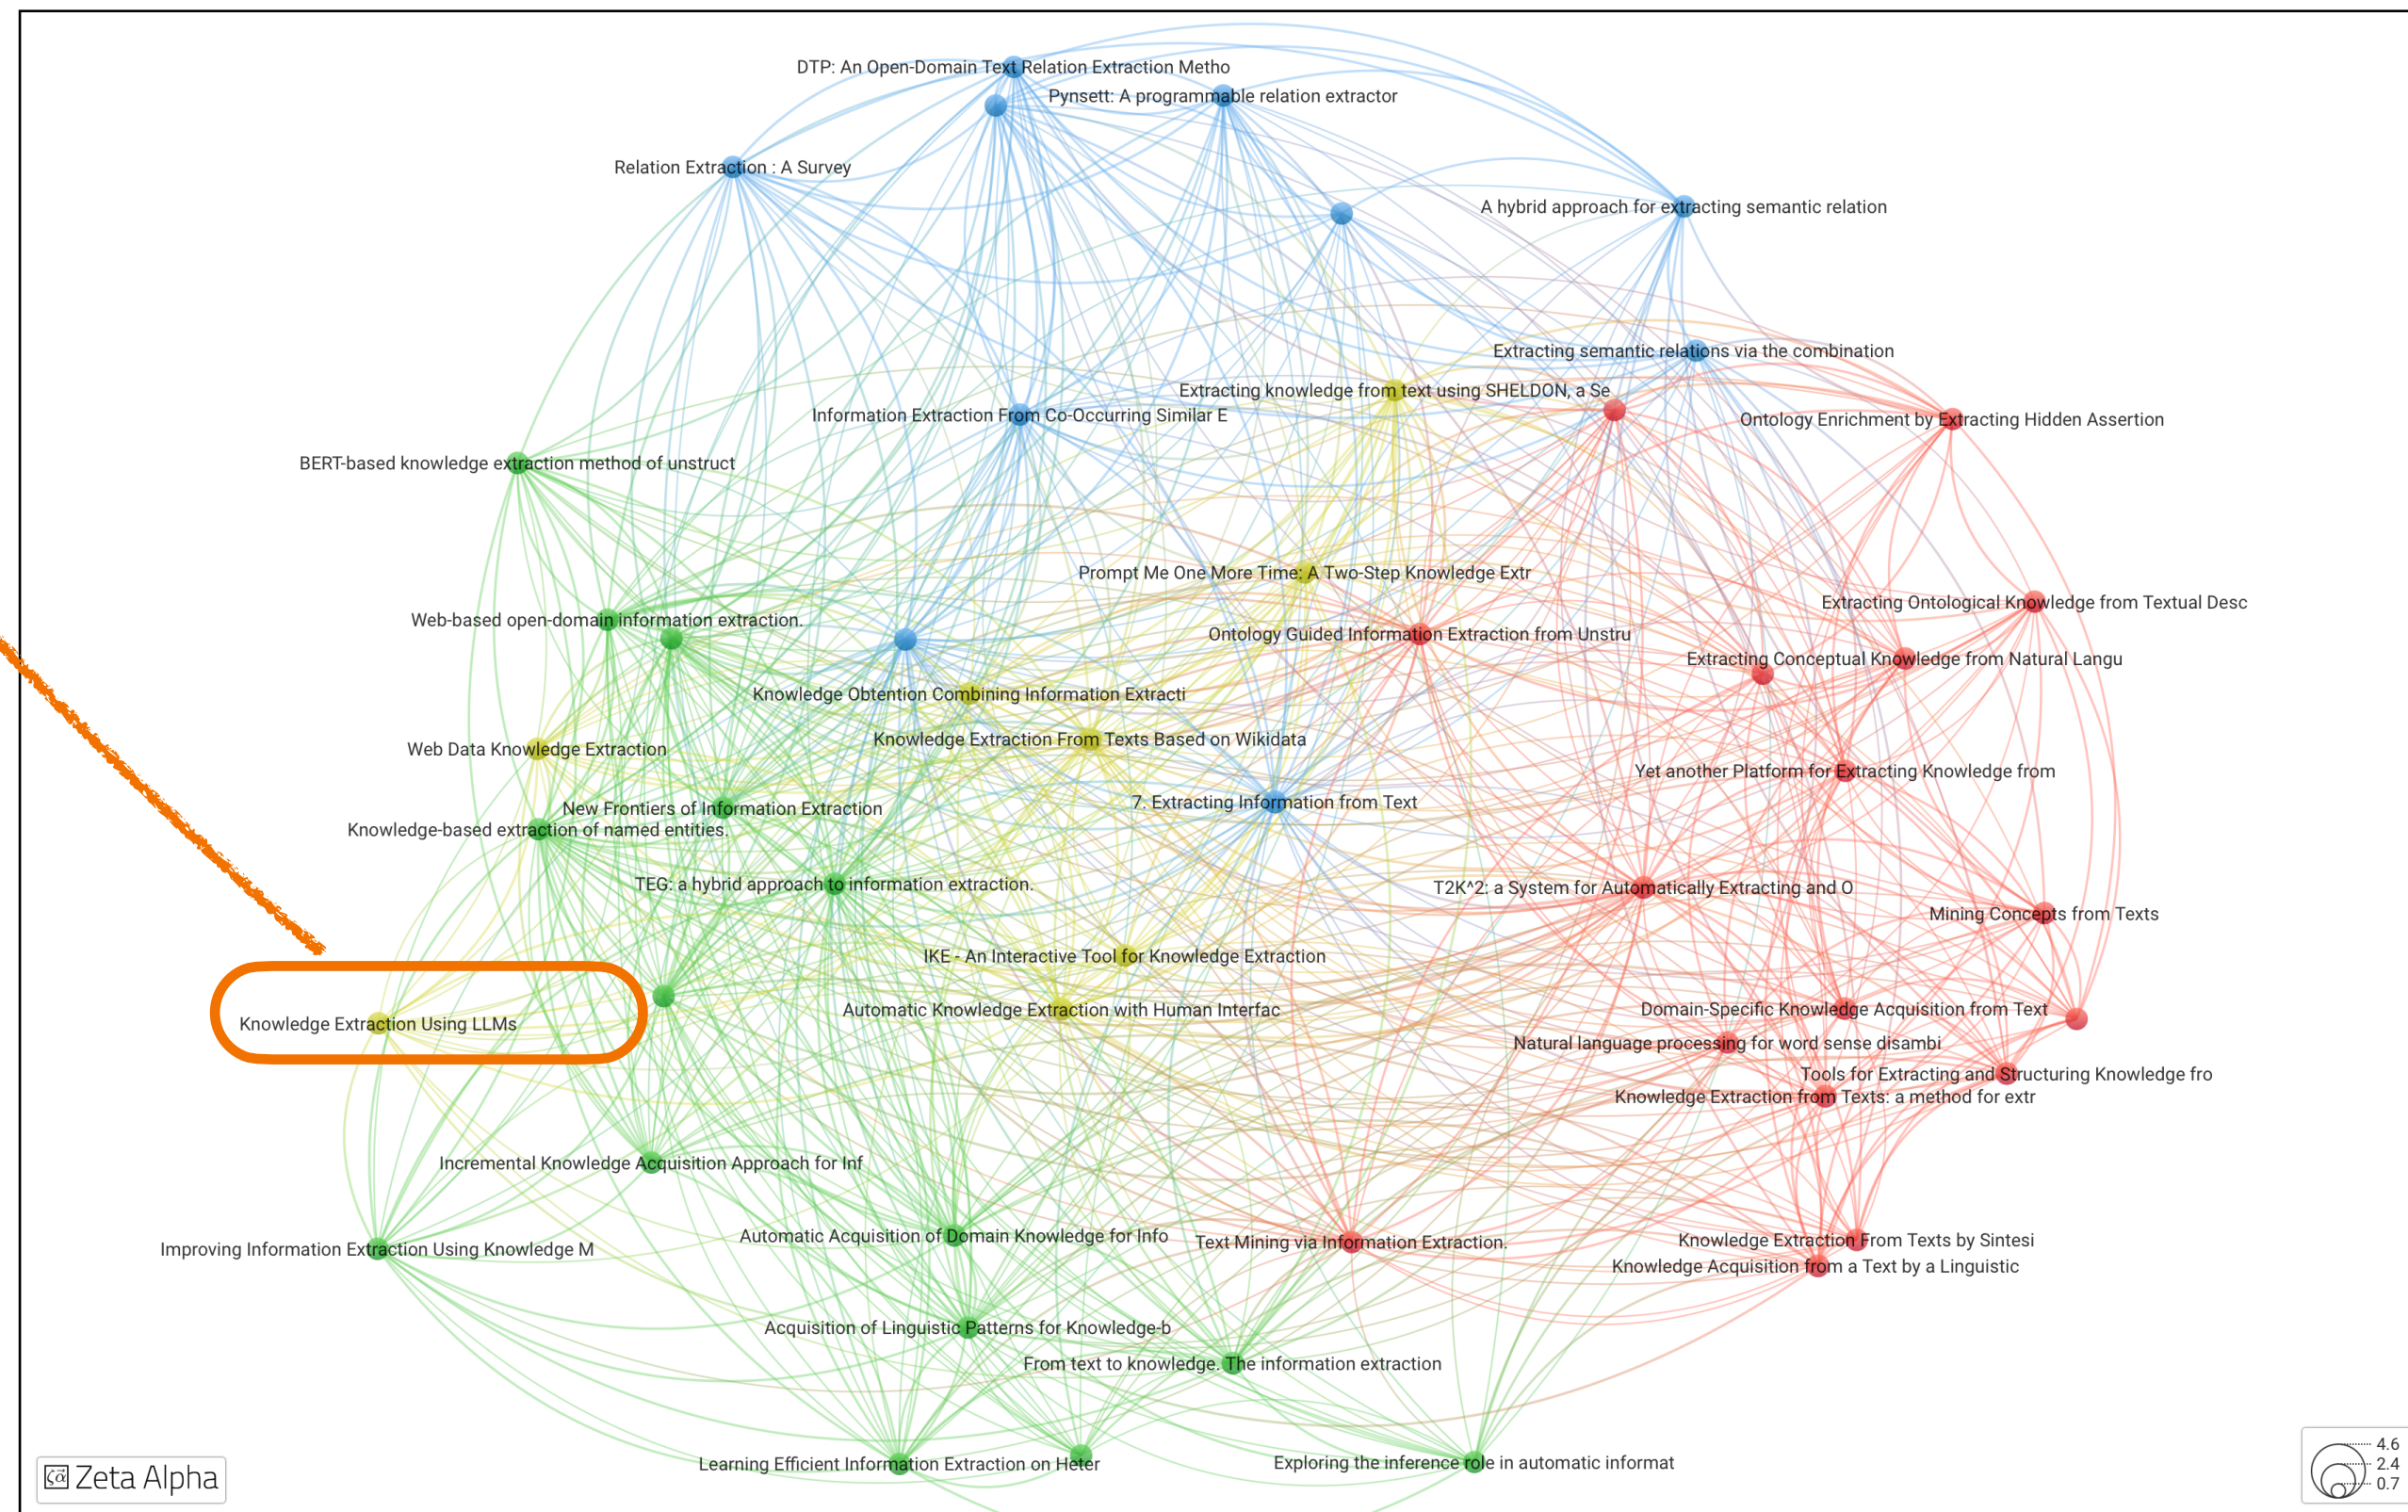 DTP: An Open-Domain Text Relation Extraction Metho
Pynsett: A programmable relation extractor
Relation Extraction : A Survey
A hybrid approach for extracting semantic relation
Extracting semantic relations via the combination
Extracting knowledge from text using SHELDON, a Se
Information Extraction From Co-Occurring Similar E
Ontology Enrichment by Extracting Hidden Assertion
BERT-based knowledge extraction method of unstruct
Prompt Me One More Time: A Two-Step Knowledge Extr
Extracting Ontological Knowledge from Textual Desc
Web-based open-domain information extraction.
Ontology Guided Information Extraction from Unstru
Extracting Conceptual Knowledge from Natural Langu
Knowledge Obtention Combining Information Extracti
Knowledge Extraction From Texts Based on Wikidata
Web Data Knowledge Extraction
Yet another Platform for Extracting Knowledge from
7. Extracting Information from Text
New Frontiers of Information Extraction
Knowledge-based extraction of named entities.
TEG: a hybrid approach to information extraction.
T2K^2: a System for Automatically Extracting and O
Mining Concepts from Texts
IKE - An Interactive Tool for Knowledge Extraction
Automatic Knowledge Extraction with Human Interfac
Domain-Specific Knowledge Acquisition from Text
Knowledge Extraction Using LLMs
Natural language processing for word sense disambi
Tools for Extracting and Structuring Knowledge fro
Knowledge Extraction from Texts: a method for extr
Incremental Knowledge Acquisition Approach for Inf
Automatic Acquisition of Domain Knowledge for Info
Text Mining via Information Extraction.
Knowledge Extraction From Texts by Sintesi
Improving Information Extraction Using Knowledge M
Knowledge Acquisition from a Text by a Linguistic
Acquisition of Linguistic Patterns for Knowledge-b
From text to knowledge. The information extraction
Learning Efficient Information Extraction on Heter
Exploring the inference role in automatic informat
ζα Zeta Alpha
4.6
2.4
0.7